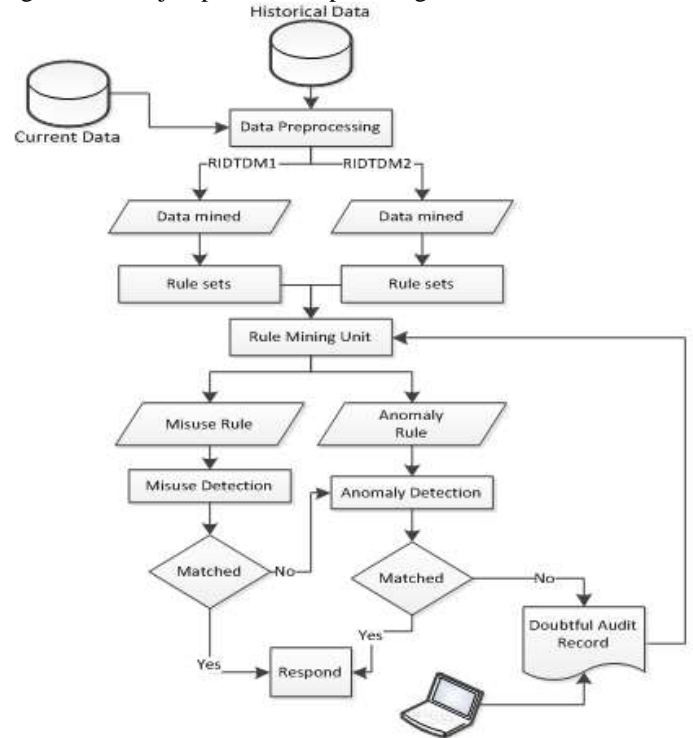 Historical Data
Current Data
Data Preprocessing
RIDTDM1
RIDTDM2
Data mined
Data mined
Rule sets
Rule sets
Rule Mining Unit
Misuse Rule
Anomaly
Rule
Misuse Detection
Anomaly Detection
Matched
No
Matched
No
Doubtful Audit
Record
Yes
Yes
Respond